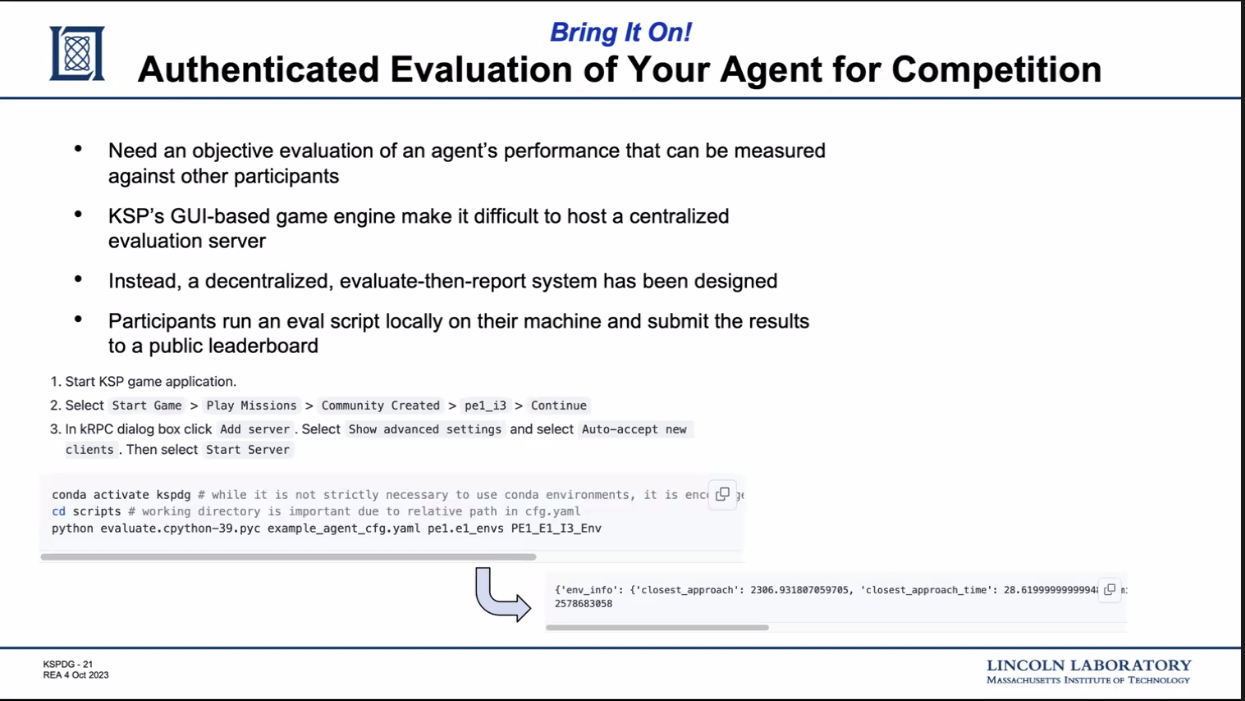 Bring It On!
Authenticated Evaluation of Your Agent for Competition
• Need an objective evaluation of an agent's performance that can be measured
against other participants
• KSP's GUI-based game engine make it difficult to host a centralized
evaluation server
• Instead, a decentralized, evaluate-then-report system has been designed
• Participants run an eval script locally on their machine and submit the results
to a public leaderboard
1. Start KSP game application.
2. Select Start Game > Play Missions > Community Created > pe1_i3 > Continue
3. In kRPC dialog box click Add server . Select Show advanced settings and select Auto-accept new
clients . Then select Start Server
conda activate kspdg # while it is not strictly necessary to use conda environments, it is
cd scripts # working directory is important due to relative path in cfg.yaml
python evaluate.cpython-39.pyc example_agent_cfg.yaml pe1.e1_envs PE1_E1_I3_Env
{'env_info': {'closest_approach': 2306.931807059705, 'closest_approach_time':
2578683058
KSPDG - 21
REA 4 Oct 2023
LINCOLN LABORATORY
MASSACHUSETTS INSTITUTE OF TECHNOLOGY